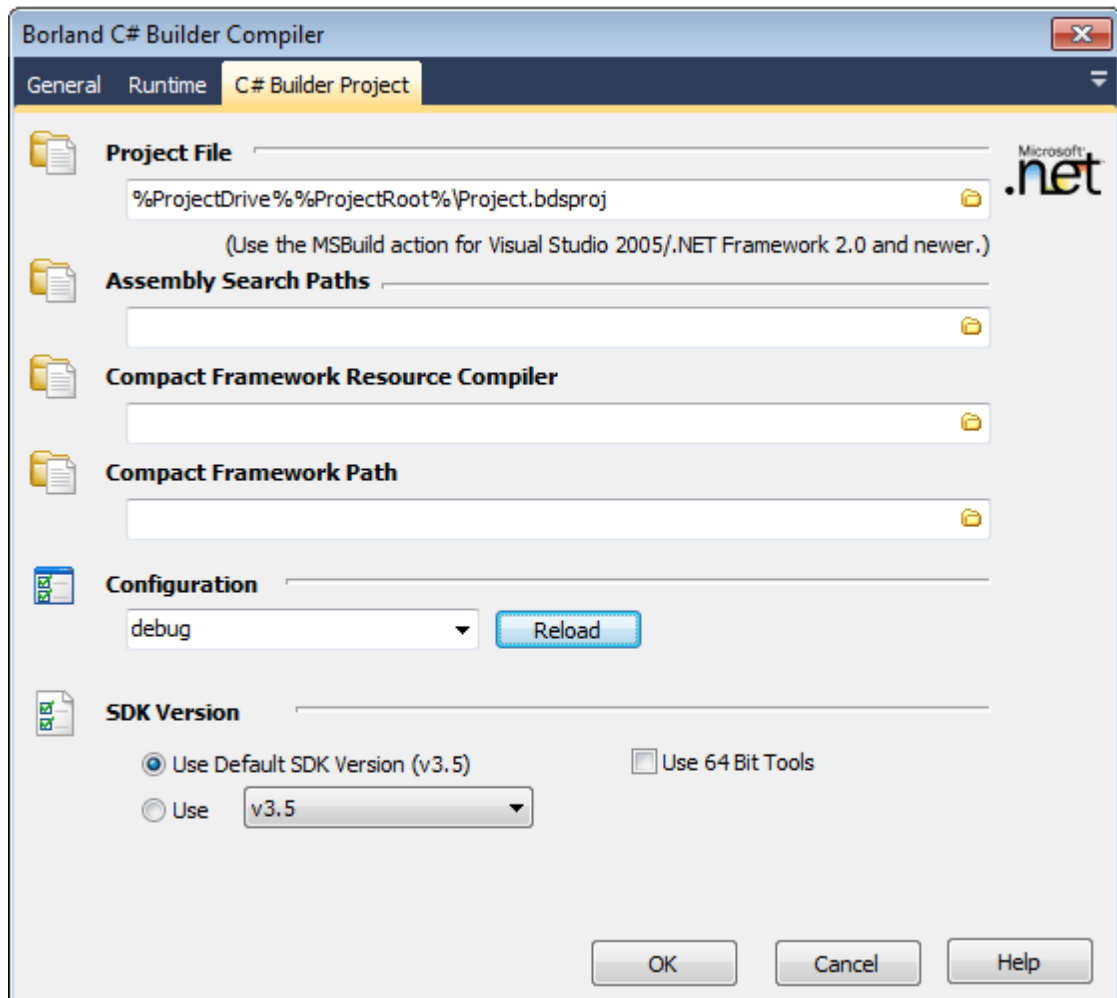 Borland C# Builder Compiler
General Runtime C# Builder Project
Project File
Microsoft
.net
%ProjectDrive%%ProjectRoot%\Project.bdsproj
(Use the MSBuild action for Visual Studio 2005/.NET Framework 2.0 and newer.)
Assembly Search Paths
Compact Framework Resource Compiler
Compact Framework Path
Configuration
debug Reload
SDK Version
Use Default SDK Version (v3.5) Use 64 Bit Tools
Use v3.5
OK Cancel Help